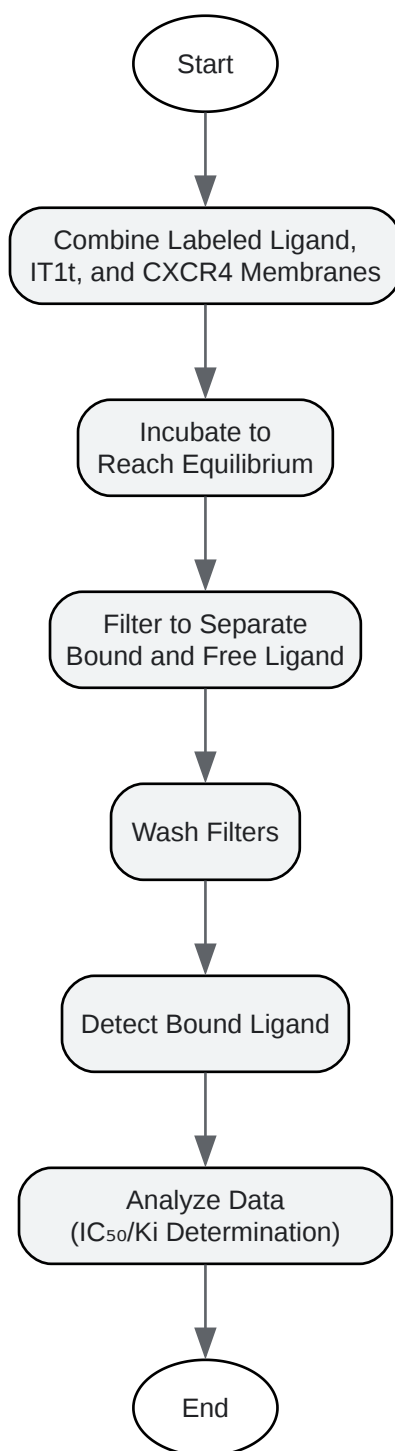 Start
Combine Labeled Ligand,
IT1t, and CXCR4 Membranes
Incubate to
Reach Equilibrium
Filter to Separate
Bound and Free Ligand
Wash Filters
Detect Bound Ligand
Analyze Data
(IC₅₀/Ki Determination)
End